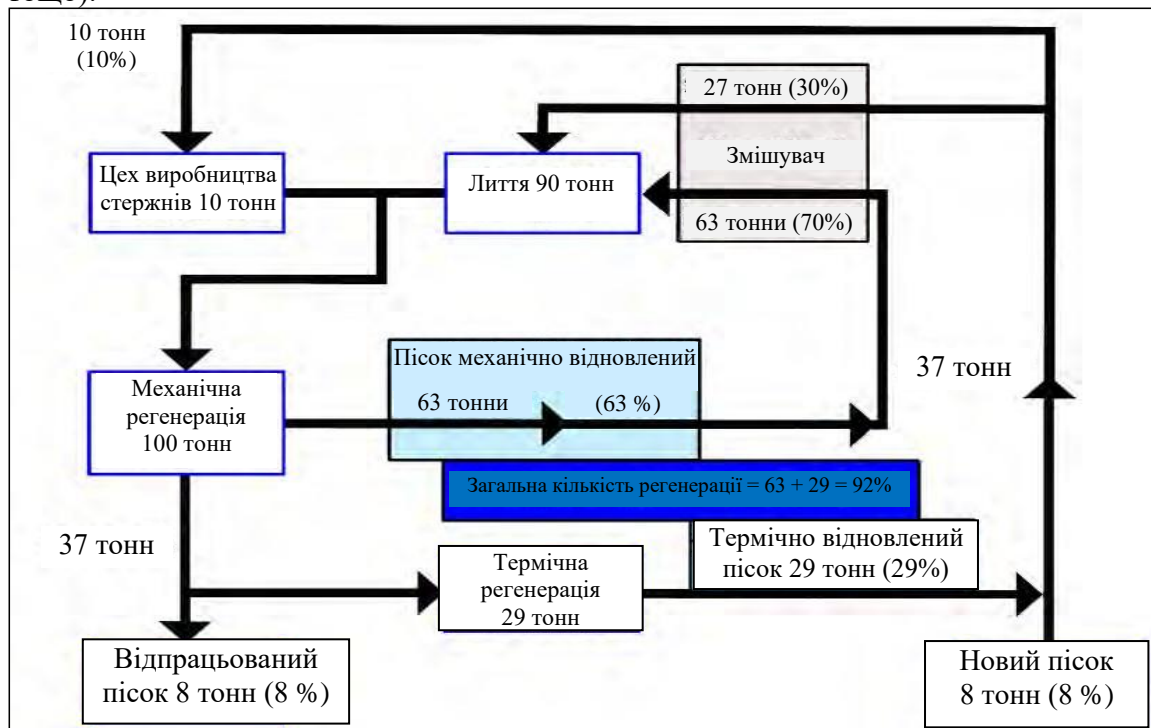 10 тонн
(10%)
27 тонн (30%)
Змішувач
63 тонни (70%)
Цех виробництва
стержнів 10 тонн
Лиття 90 тонн
Пісок механічно відновлений
63 тонни (63 %)
37 тонн
Механічна
регенерація
100 тонн
Загальна кількість регенерації = 63 + 29 = 92%
37 тонн
Термічна
регенерація
29 тонн
Термічно відновлений
пісок 29 тонн (29%)
Відпрацьований
пісок 8 тонн (8 %)
Новий пісок
8 тонн (8 %)